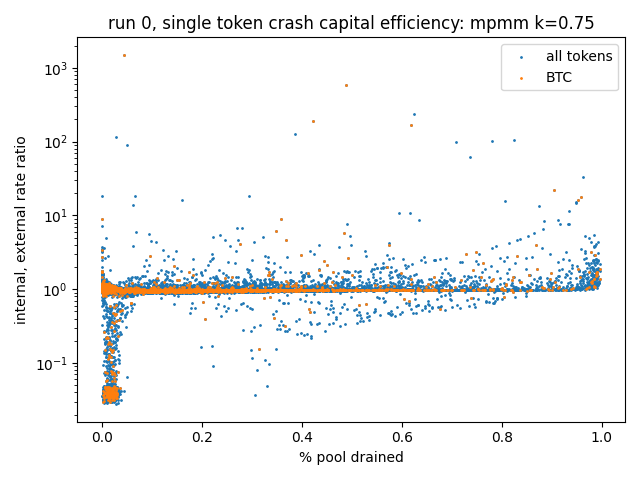 run 0, single token crash capital efficiency: mpmm k=0.75
all tokens
BTC
internal, external rate ratio
10³
10²
10¹
10⁰
10⁻¹
0.0 0.2 0.4 0.6 0.8 1.0
% pool drained